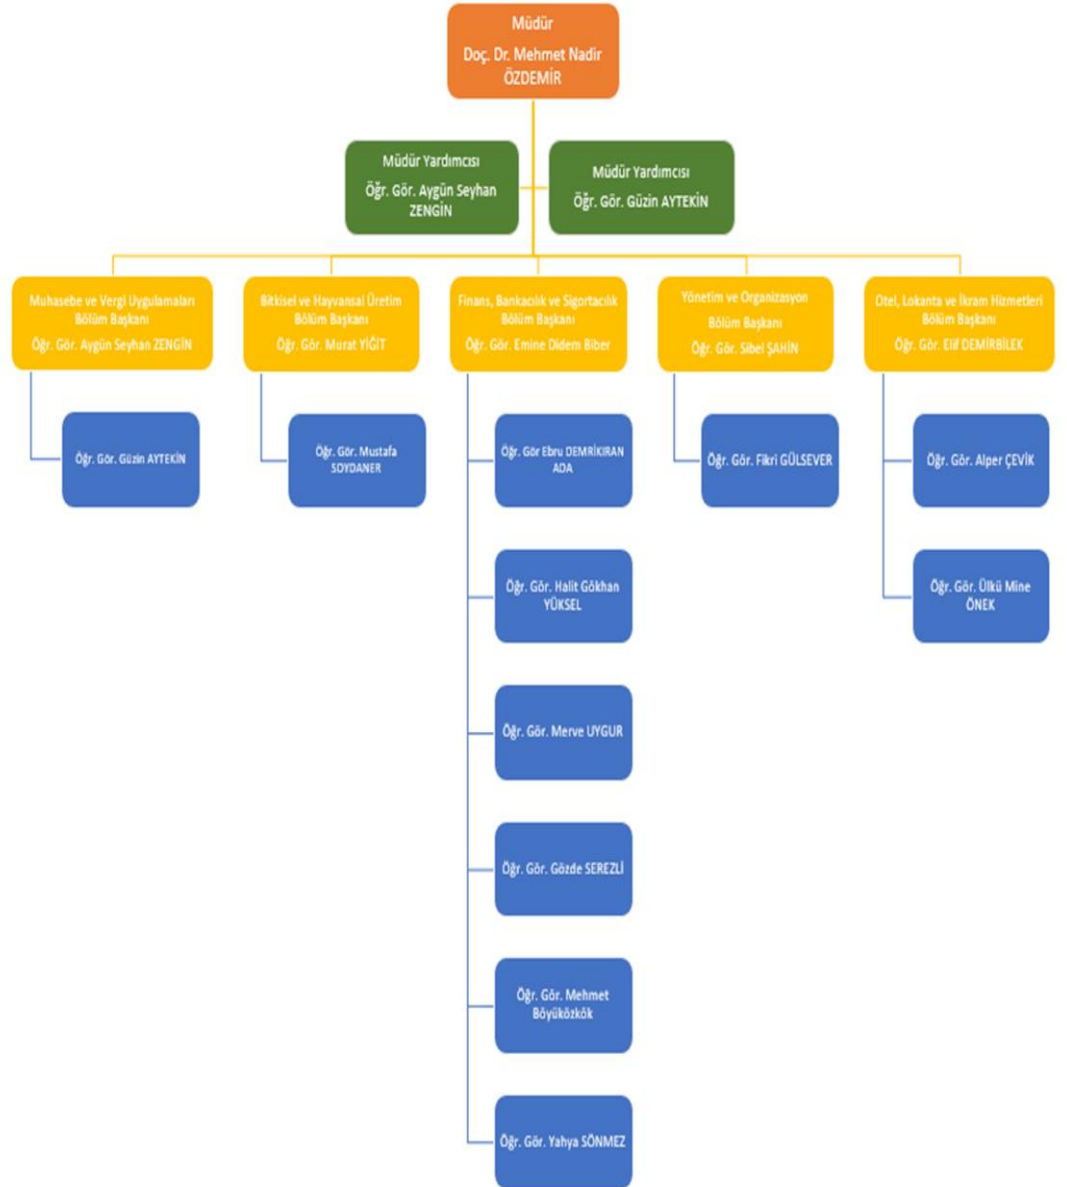 Müdür
Doç. Dr. Mehmet Nadir
ÖZDEMİR
Müdür Yardımcısı
Öğr. Gör. Aygün Seyhan
ZENGİN
Müdür Yardımcısı
Öğr. Gör. Güzin AYTEKİN
Muhasebe ve Vergi Uygulamaları
Bölüm Başkanı
Öğr. Gör. Aygün Seyhan ZENGİN
Bitkisel ve Hayvansal Üretim
Bölüm Başkanı
Öğr. Gör. Murat YİĞİT
Finans, Bankacılık ve Sigortacılık
Bölüm Başkanı
Öğr. Gör. Emine Didem Biber
Yönetim ve Organizasyon
Bölüm Başkanı
Öğr. Gör. Sibel ŞAHİN
Otel, Lokanta ve İkram Hizmetleri
Bölüm Başkanı
Öğr. Gör. Elif DEMİRBİLEK
Öğr. Gör. Güzin AYTEKİN
Öğr. Gör. Mustafa
SOYDANER
Öğr. Gör Ebru DEMRİKIRAN
ADA
Öğr. Gör. Fikri GÜLSEVER
Öğr. Gör. Alper ÇEVİK
Öğr. Gör. Halit Gökhan
YÜKSEL
Öğr. Gör. Ülkü Mine
ÖNEK
Öğr. Gör. Merve UYGUR
Öğr. Gör. Gözde SEREZLİ
Öğr. Gör. Mehmet
Böyüközkök
Öğr. Gör. Yahya SÖNMEZ